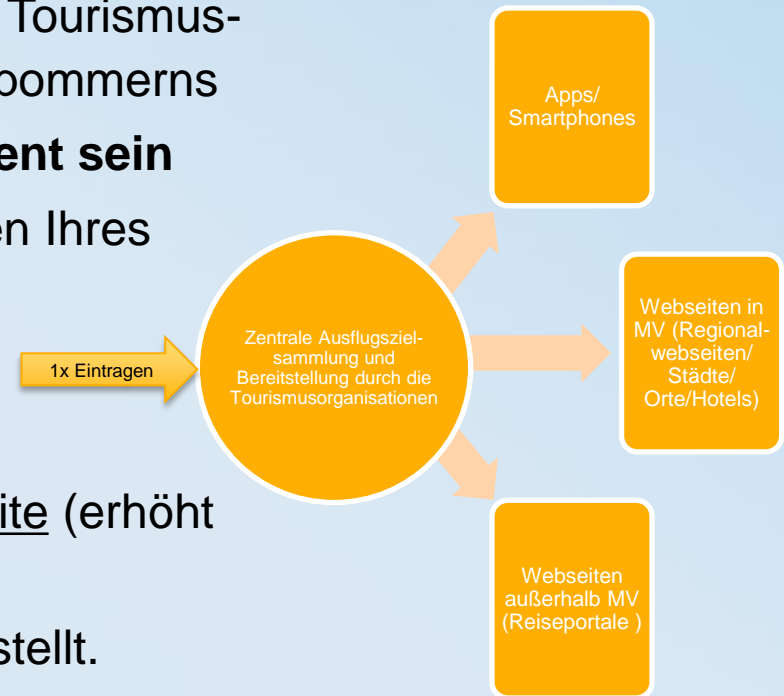 Tourismus-
pommerns
ent sein
en Ihres
ite (erhöht
stellt.
1x Eintragen
Zentrale Ausflugsziel-
sammlung und
Bereitstellung durch die
Tourismusorganisationen
Apps/
Smartphones
Webseiten in
MV (Regional-
webseiten/
Städte/
Orte/Hotels)
Webseiten
außerhalb MV
(Reiseportale )